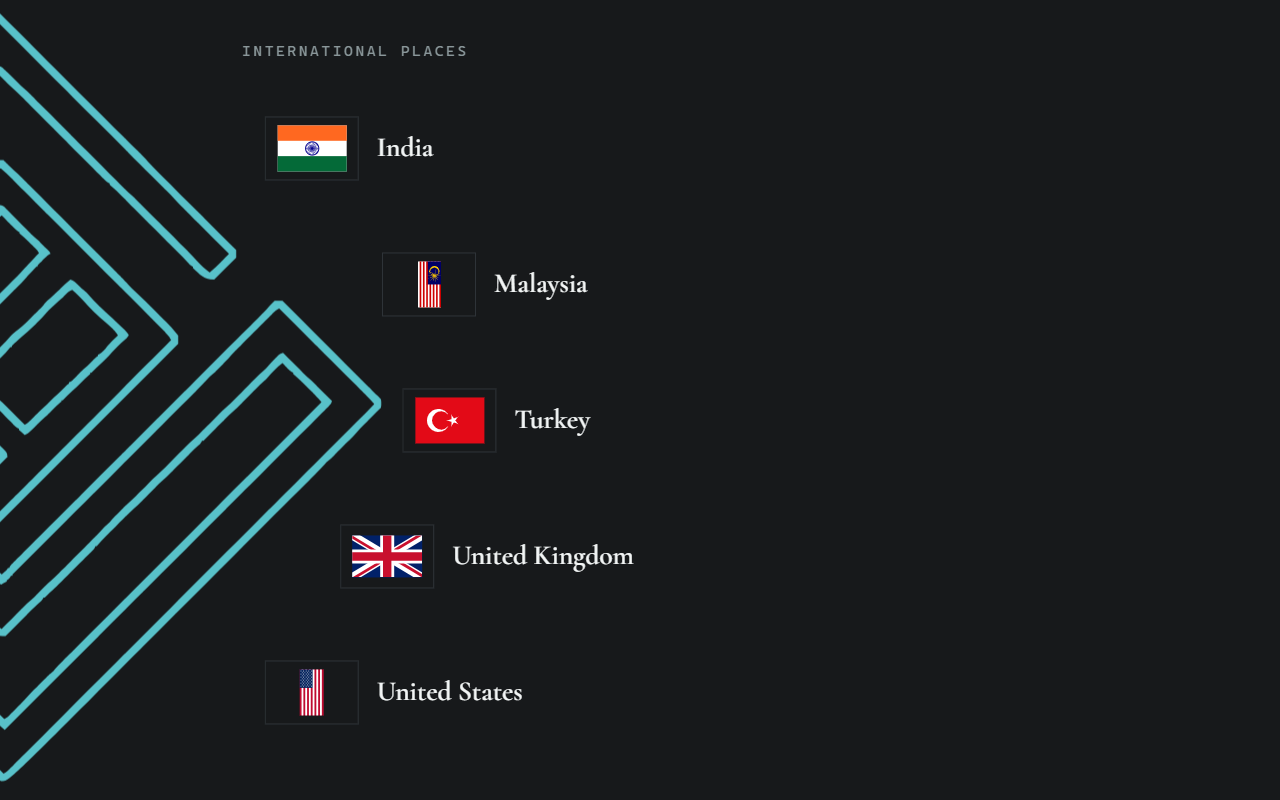 INTERNATIONAL PLACES
India
Malaysia
Turkey
United Kingdom
United States